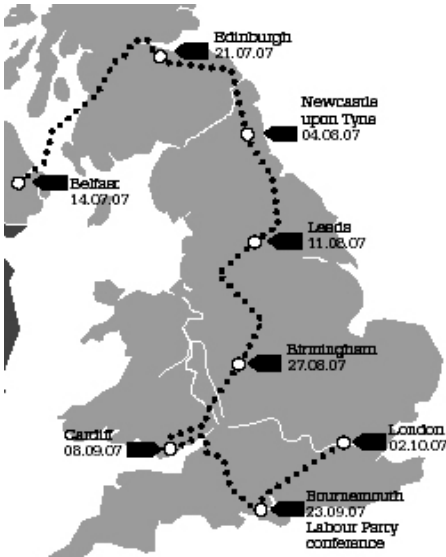 Edinburgh
21.07.07
Newcastle
upon Tyne
04.08.07
Belfast
14.07.07
Leeds
11.08.07
Birmingham
27.08.07
Cardiff
08.09.07
London
02.10.07
Bournemouth
23.09.07
Labour Party
conference